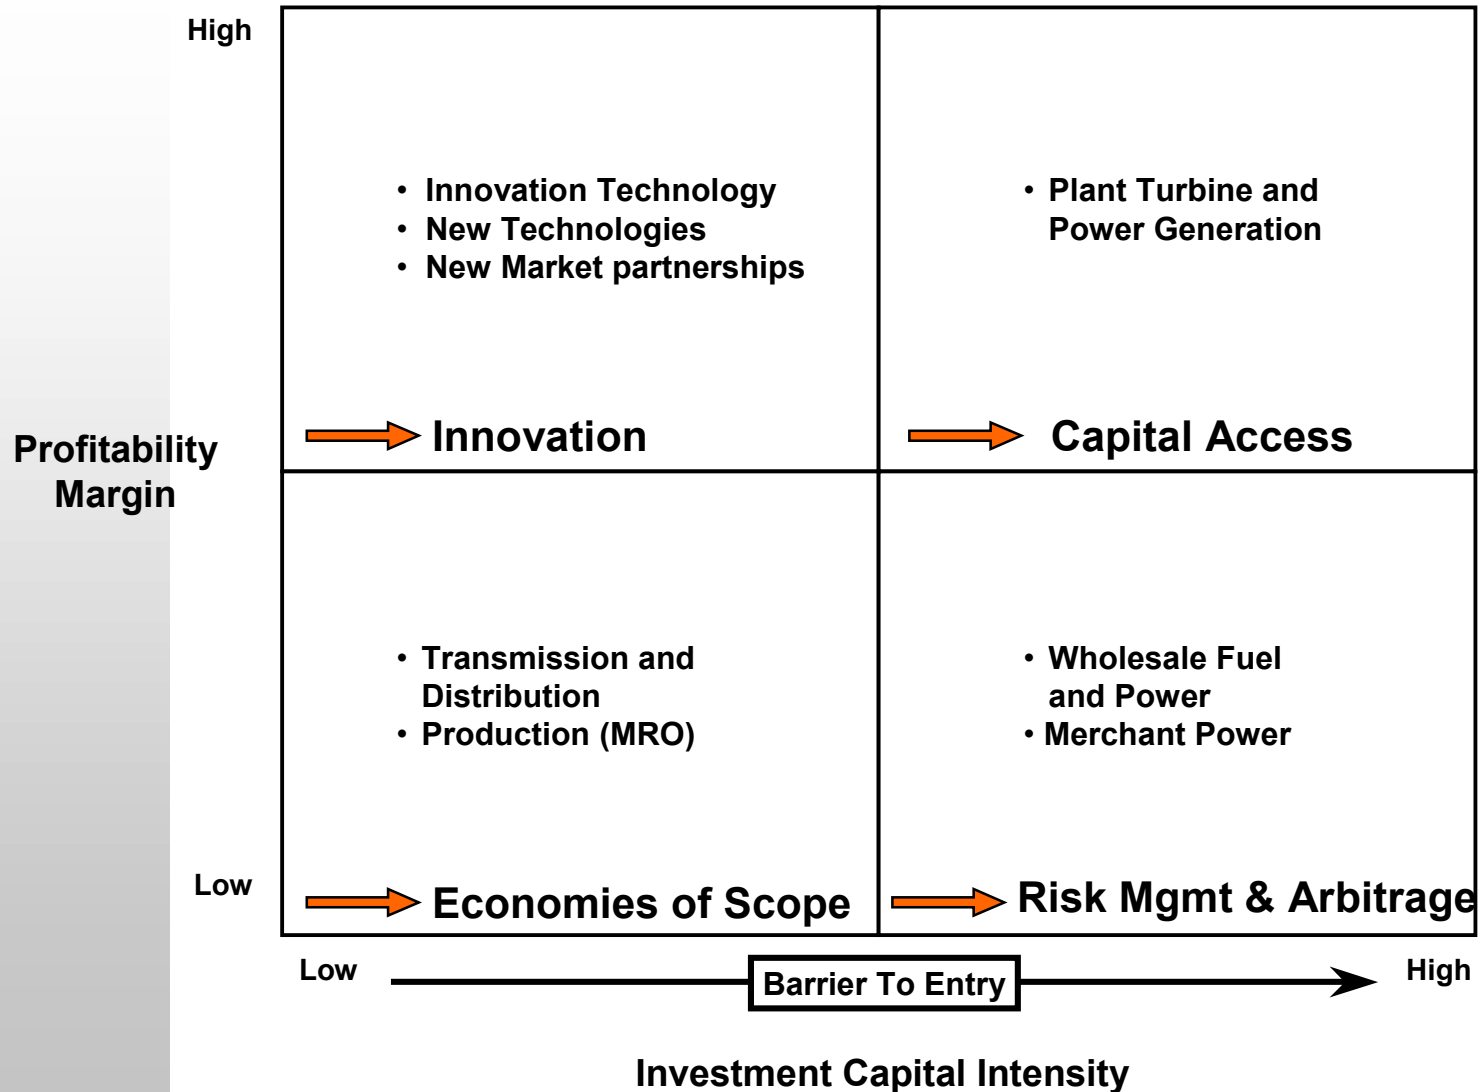 High
• Innovation Technology
• New Technologies
• New Market partnerships
• Plant Turbine and
Power Generation
Innovation
Capital Access
Profitability
Margin
• Transmission and
Distribution
• Production (MRO)
• Wholesale Fuel
and Power
• Merchant Power
Low
Economies of Scope
Risk Mgmt & Arbitrage
Low
Barrier To Entry
High
Investment Capital Intensity